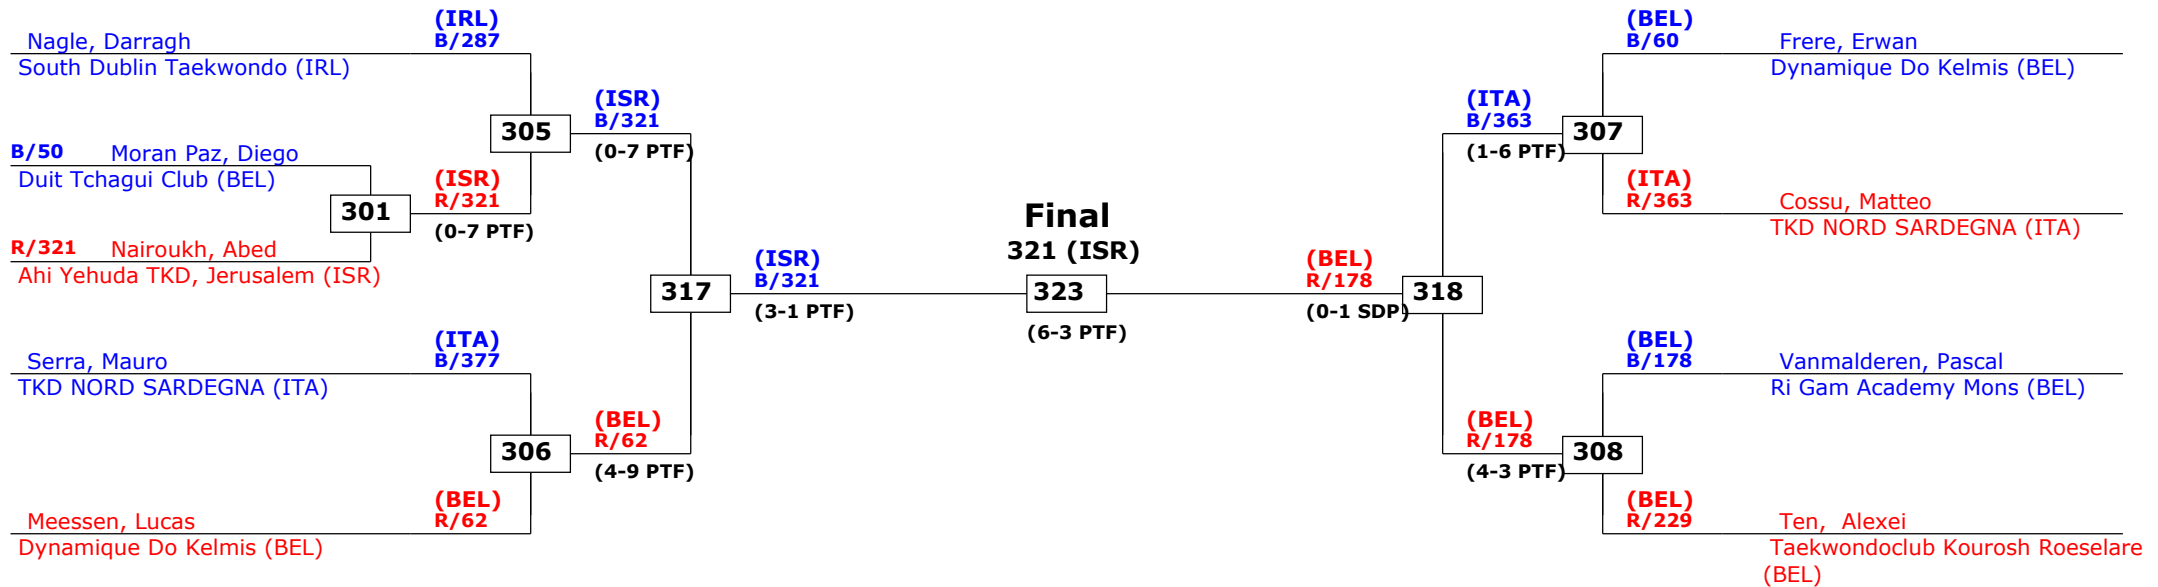 (IRL)
B/287
Nagle, Darragh
South Dublin Taekwondo (IRL)
305
(ISR)
B/321
(0-7 PTF)
B/50 Moran Paz, Diego
Duit Tchagui Club (BEL)
301
(ISR)
R/321
(0-7 PTF)
R/321 Nairoukh, Abed
Ahi Yehuda TKD, Jerusalem (ISR)
317
(ISR)
B/321
(3-1 PTF)
(ITA)
B/377
Serra, Mauro
TKD NORD SARDEGNA (ITA)
306
(BEL)
R/62
(4-9 PTF)
(BEL)
R/62
Meessen, Lucas
Dynamique Do Kelmis (BEL)
Final
321 (ISR)
323
(6-3 PTF)
(BEL)
R/178
(0-1 SDP)
318
(ITA)
B/363
(1-6 PTF)
307
(BEL)
B/60
Frere, Erwan
Dynamique Do Kelmis (BEL)
(ITA)
R/363
Cossu, Matteo
TKD NORD SARDEGNA (ITA)
(BEL)
R/178
(4-3 PTF)
308
(BEL)
B/178
Vanmalderen, Pascal
Ri Gam Academy Mons (BEL)
(BEL)
R/229
Ten, Alexei
Taekwondoclub Kourosh Roeselare
(BEL)